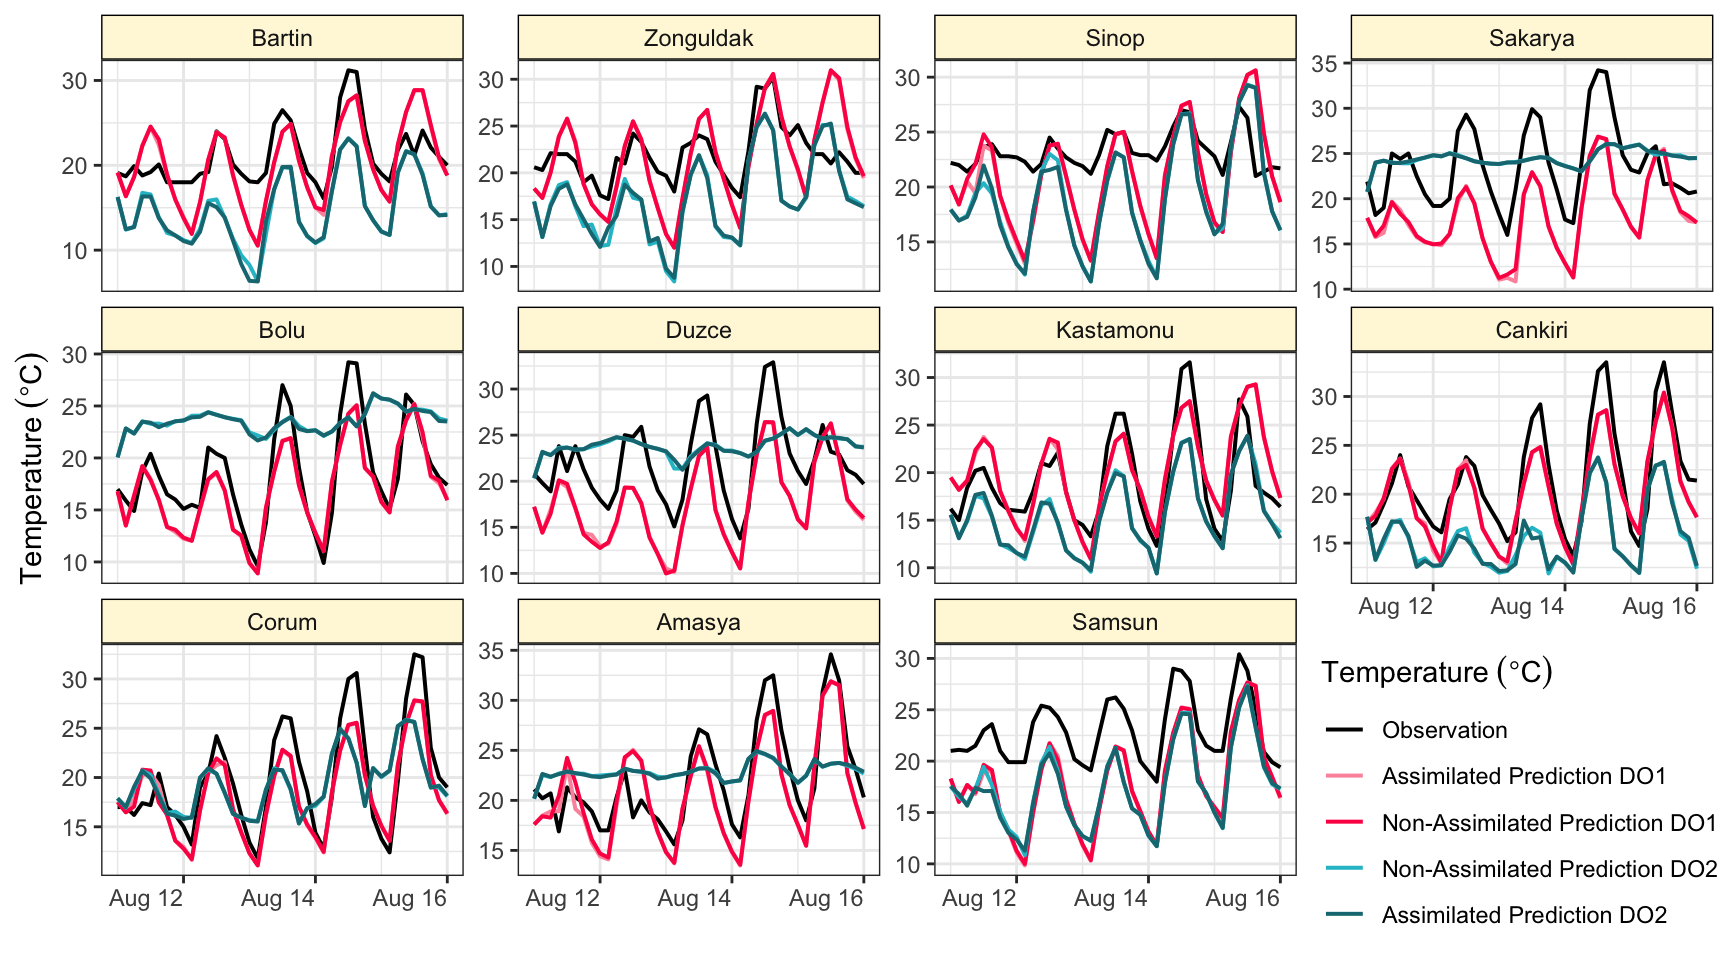 Bartin
Zonguldak
Sinop
Sakarya
30
20
10
30
25
20
15
10
30
25
20
15
35
30
25
20
15
10
Bolu
Duzce
Kastamonu
Cankiri
30
25
20
15
10
30
25
20
15
10
30
25
20
15
10
30
25
20
15
Aug 12
Aug 14
Aug 16
Temperature (°C)
Corum
Amasya
Samsun
30
25
20
15
35
30
25
20
15
30
25
20
15
10
Aug 12
Aug 14
Aug 16
Aug 12
Aug 14
Aug 16
Aug 12
Aug 14
Aug 16
Temperature (°C)
Observation
Assimilated Prediction DO1
Non-Assimilated Prediction DO1
Non-Assimilated Prediction DO2
Assimilated Prediction DO2